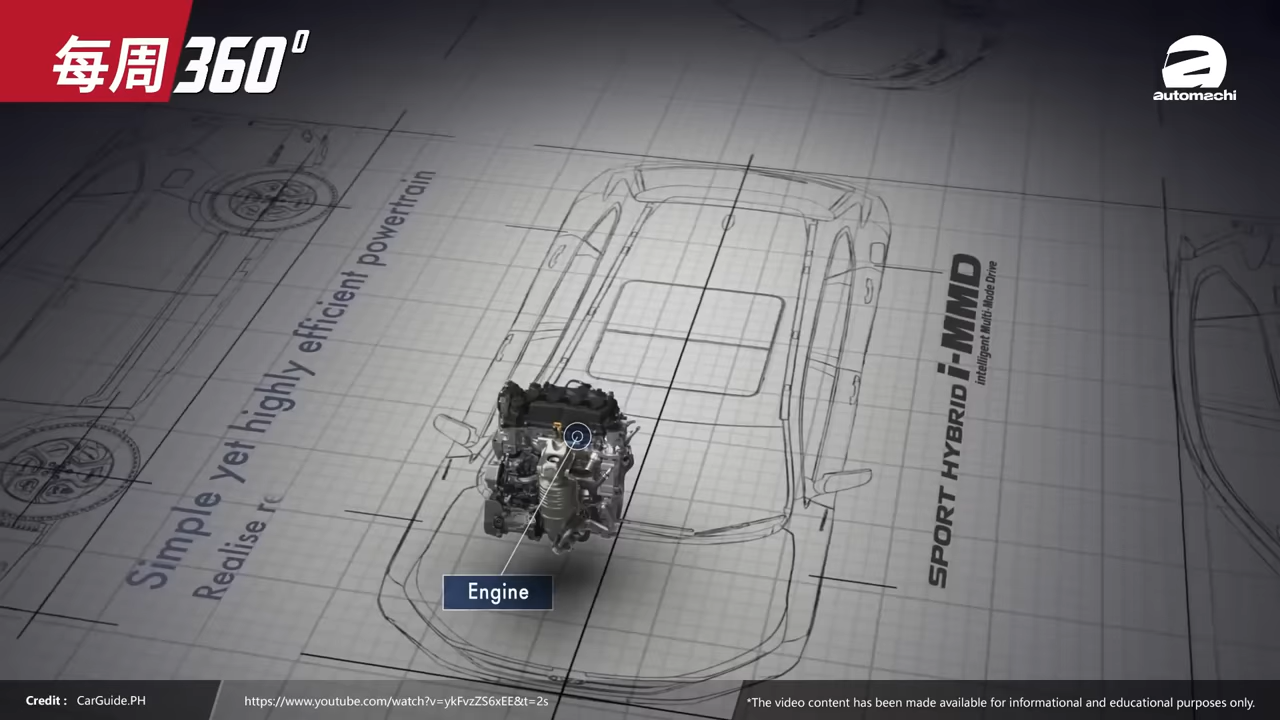 每周360°
automachi
Simple yet highly efficient powertrain
Realise re
SPORT HYBRID i-MMD
intelligent Multi-Mode Drive
Engine
Credit : CarGuide.PH
https://www.youtube.com/watch?v=ykFvzZS6xEE&t=2s
*The video content has been made available for informational and educational purposes only.